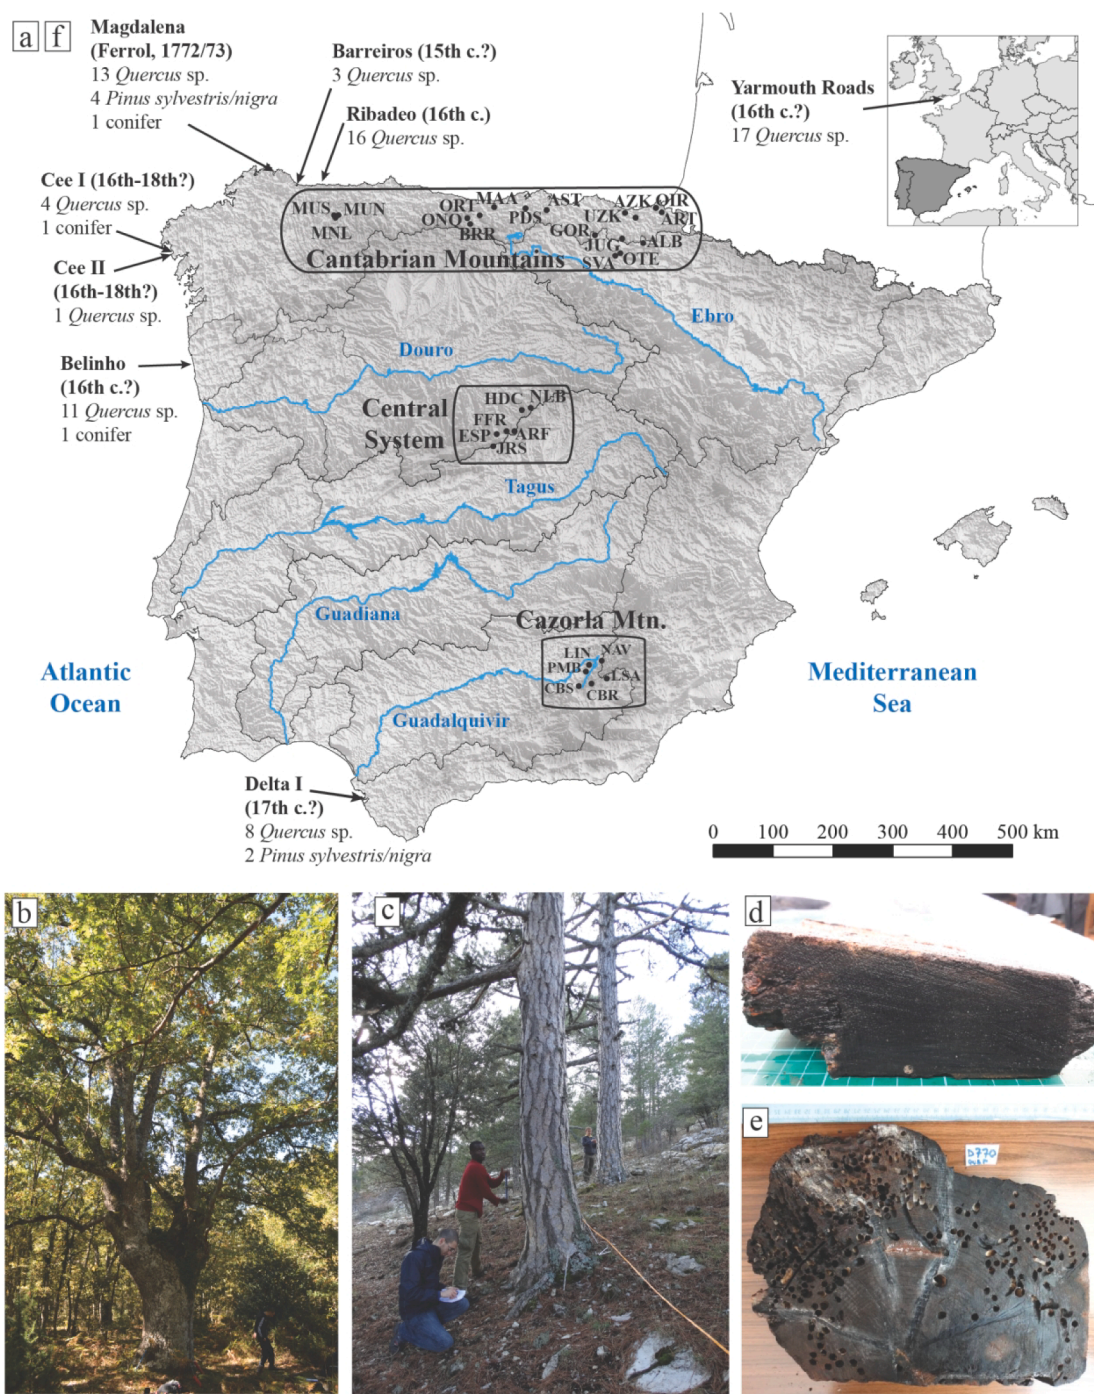 a f
Magdalena
(Ferrol, 1772/73)
13 Quercus sp.
4 Pinus sylvestris/nigra
1 conifer
Barreiros (15th c.?)
3 Quercus sp.
Ribadeo (16th c.)
16 Quercus sp.
Yarmouth Roads
(16th c.?)
17 Quercus sp.
Cee I (16th-18th?)
4 Quercus sp.
1 conifer
Cee II
(16th-18th?)
1 Quercus sp.
Belinho
(16th c.?)
11 Quercus sp.
1 conifer
MUS MUN
MNL
ORT MAA AST AZK OIR
ONO PDS UZK ART
BRR GOR JUG ALB
SVA OTE
Cantabrian Mountains
Ebro
Douro
Central
System
HDC NLB
FFR
ESP ARF
JRS
Tagus
Guadiana
Cazorla Mtn.
LIN NAV
PMB LSA
CBS CBR
Guadalquivir
Atlantic
Ocean
Mediterranean
Sea
Delta I
(17th c.?)
8 Quercus sp.
2 Pinus sylvestris/nigra
0 100 200 300 400 500 km
b
c
d
e
D770